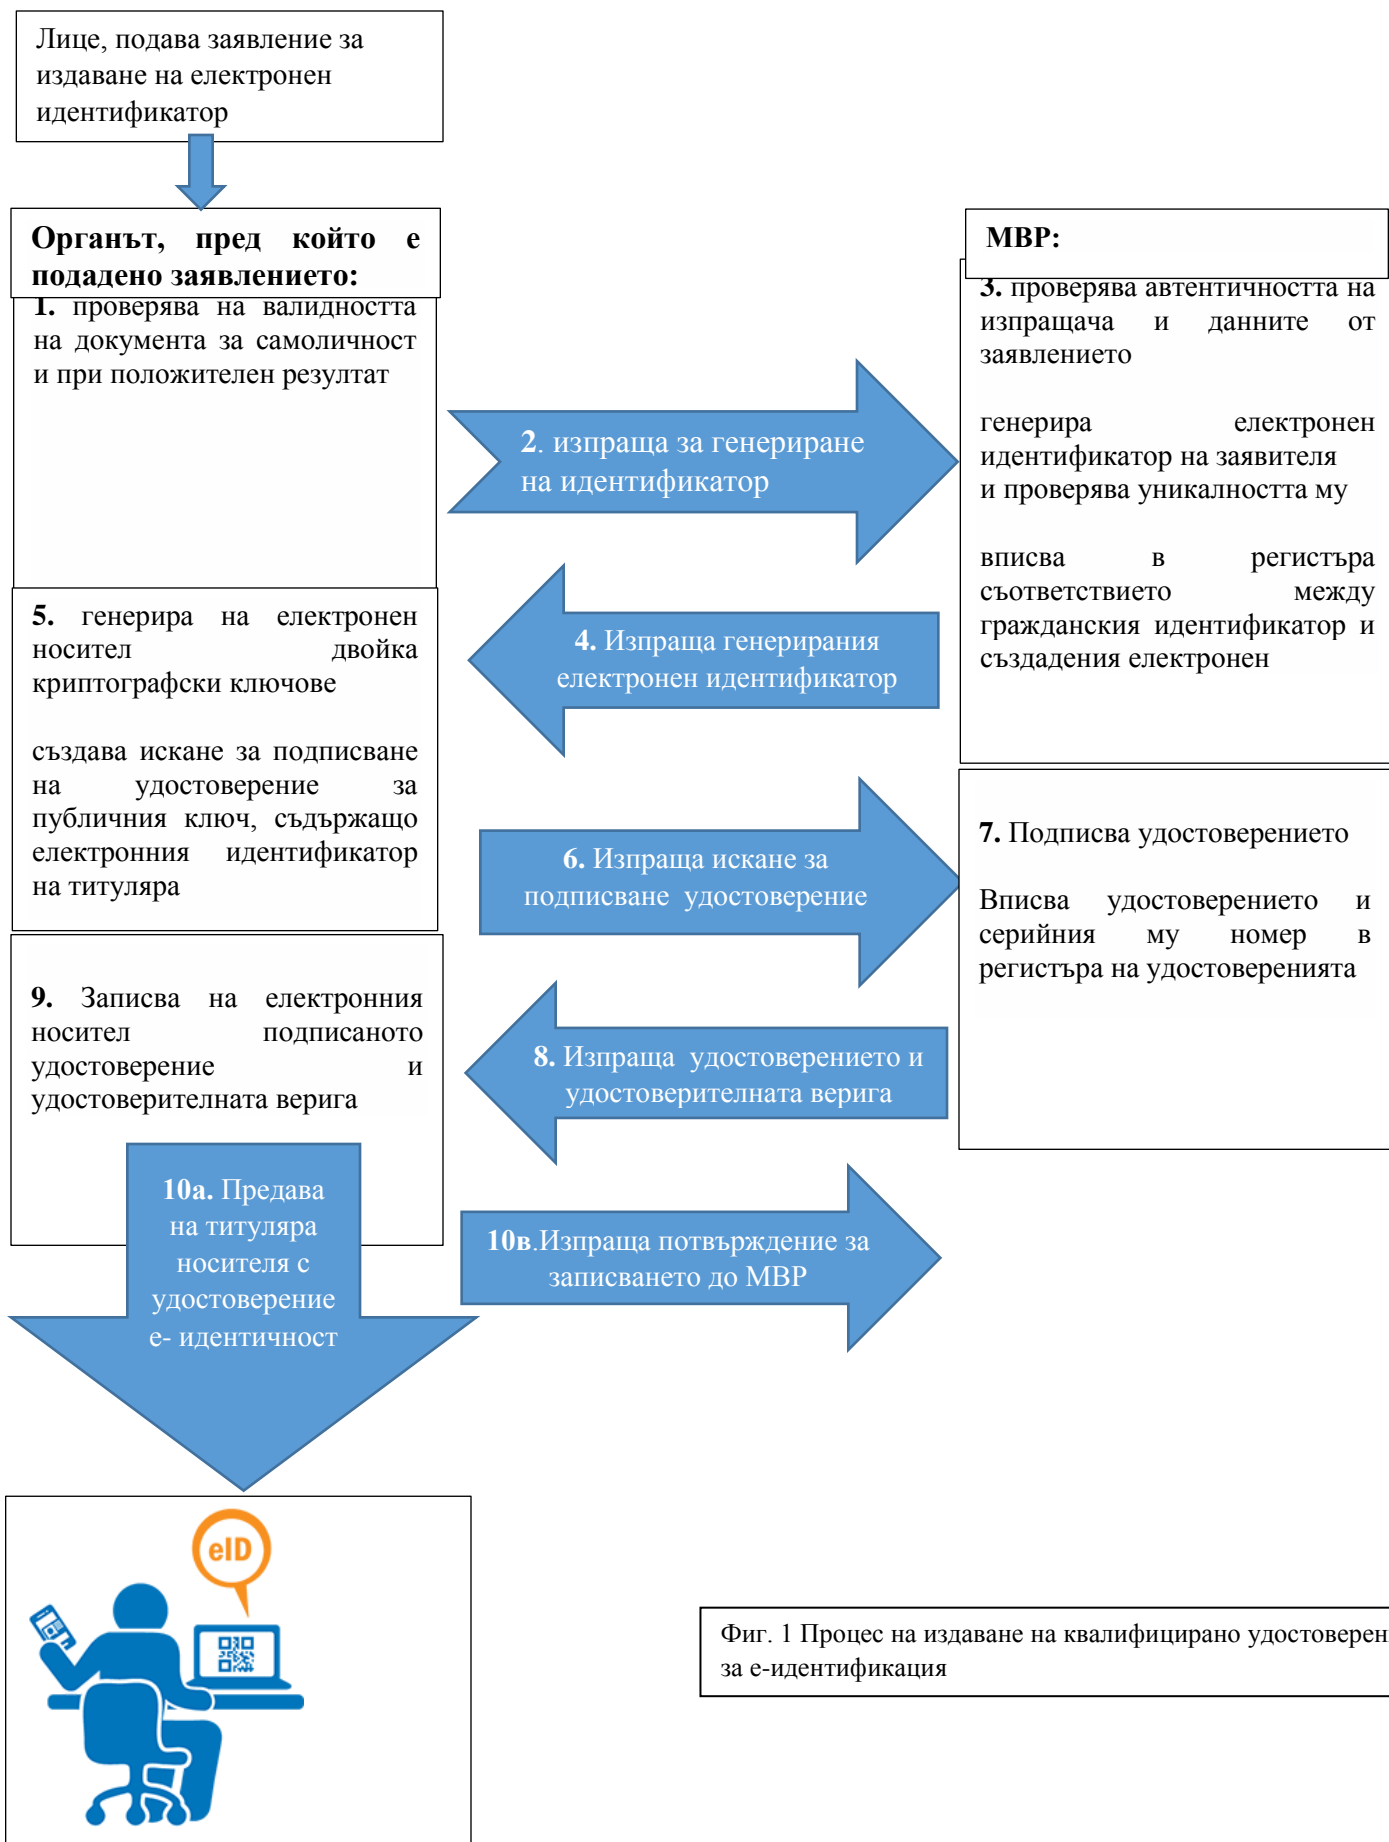 Лице, подава заявление за
издаване на електронен
идентификатор
Органът, пред който е
подадено заявлението:
1. проверява на валидността
на документа за самоличност
и при положителен резултат
2. изпраща за генериране
на идентификатор
МВР:
3. проверява автентичността на
изпращача и данните от
заявлението
генерира електронен
идентификатор на заявителя
и проверява уникалността му
вписва в регистъра
съответствието между
гражданския идентификатор и
създадения електронен
4. Изпраща генерирания
електронен идентификатор
5. генерира на електронен
носител двойка
криптографски ключове
създава искане за подписване
на удостоверение за
публичния ключ, съдържащо
електронния идентификатор
на титуляра
6. Изпраща искане за
подписване удостоверение
7. Подписва удостоверението
Вписва удостоверението и
серийния му номер в
регистъра на удостоверенията
8. Изпраща удостоверението и
удостоверителната верига
9. Записва на електронния
носител подписаното
удостоверение и
удостоверителната верига
10а. Предава
на титуляра
носителя с
удостоверение
е- идентичност
10в.Изпраща потвърждение за
записването до МВР
eID
Фиг. 1 Процес на издаване на квалифицирано удостоверен
за е-идентификация